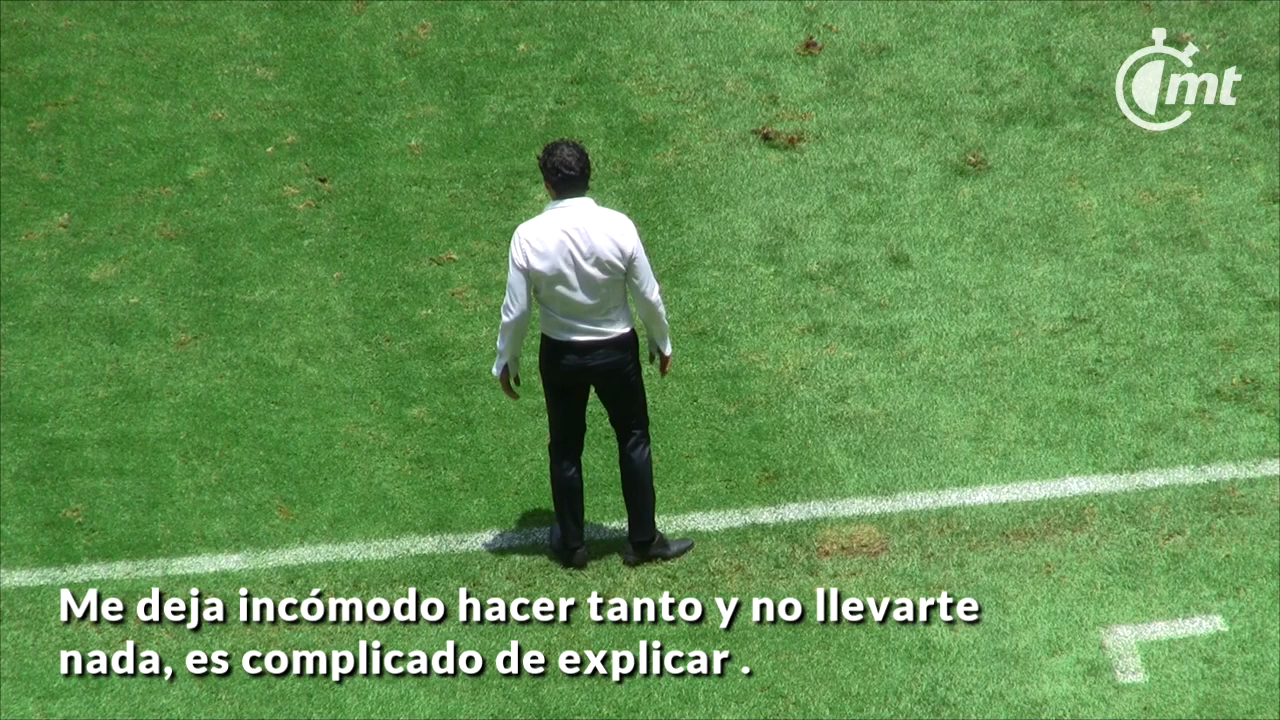 mt
Me deja incómodo hacer tanto y no llevarte
nada, es complicado de explicar .